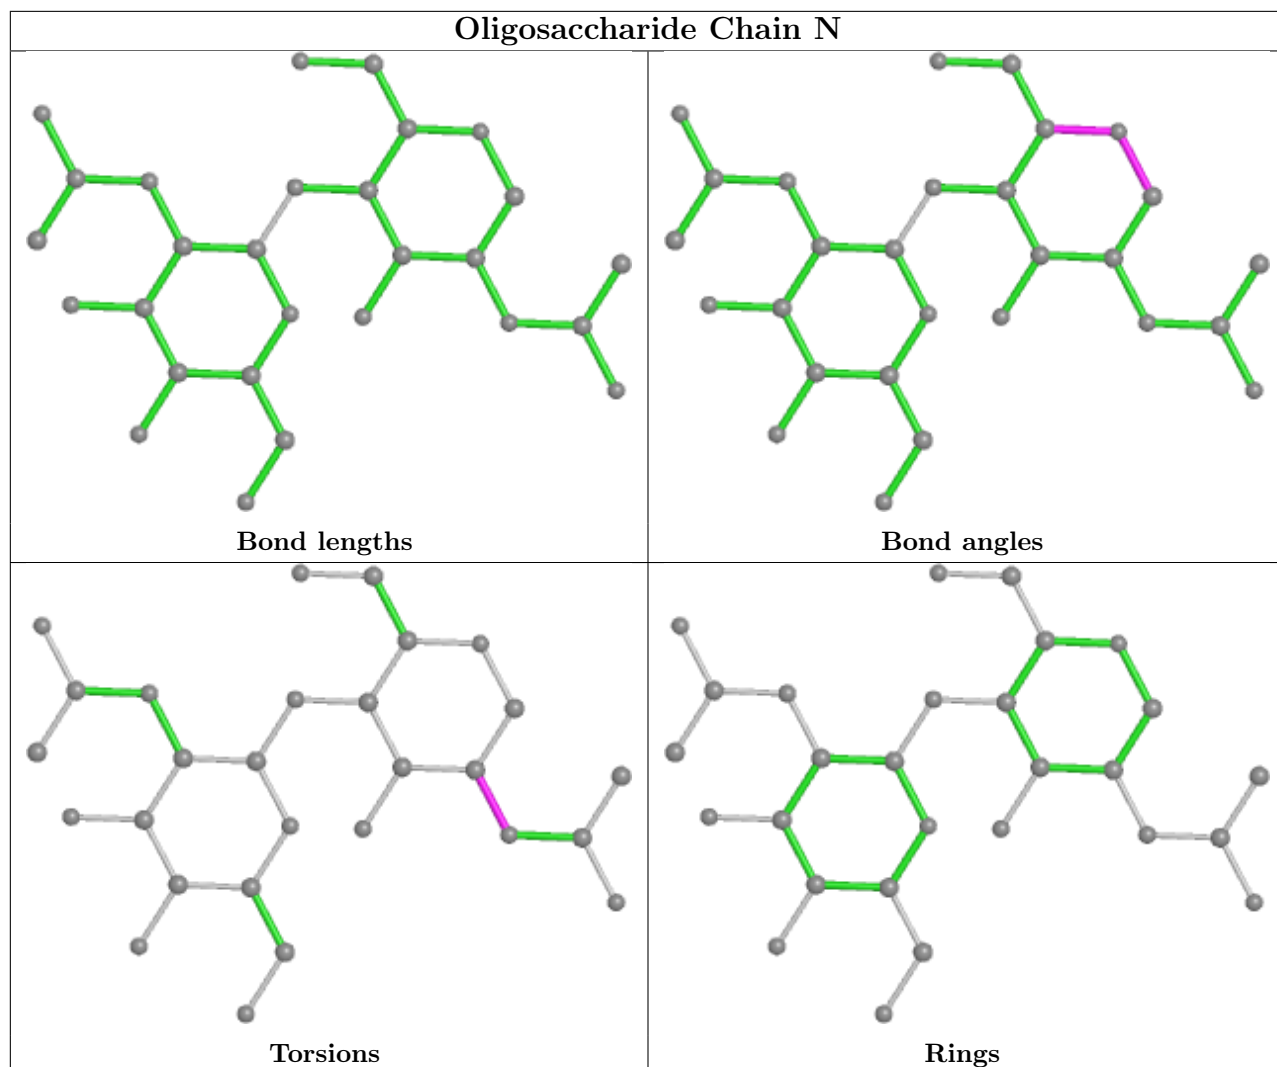 Oligosaccharide Chain N
Bond lengths
Bond angles
Torsions
Rings